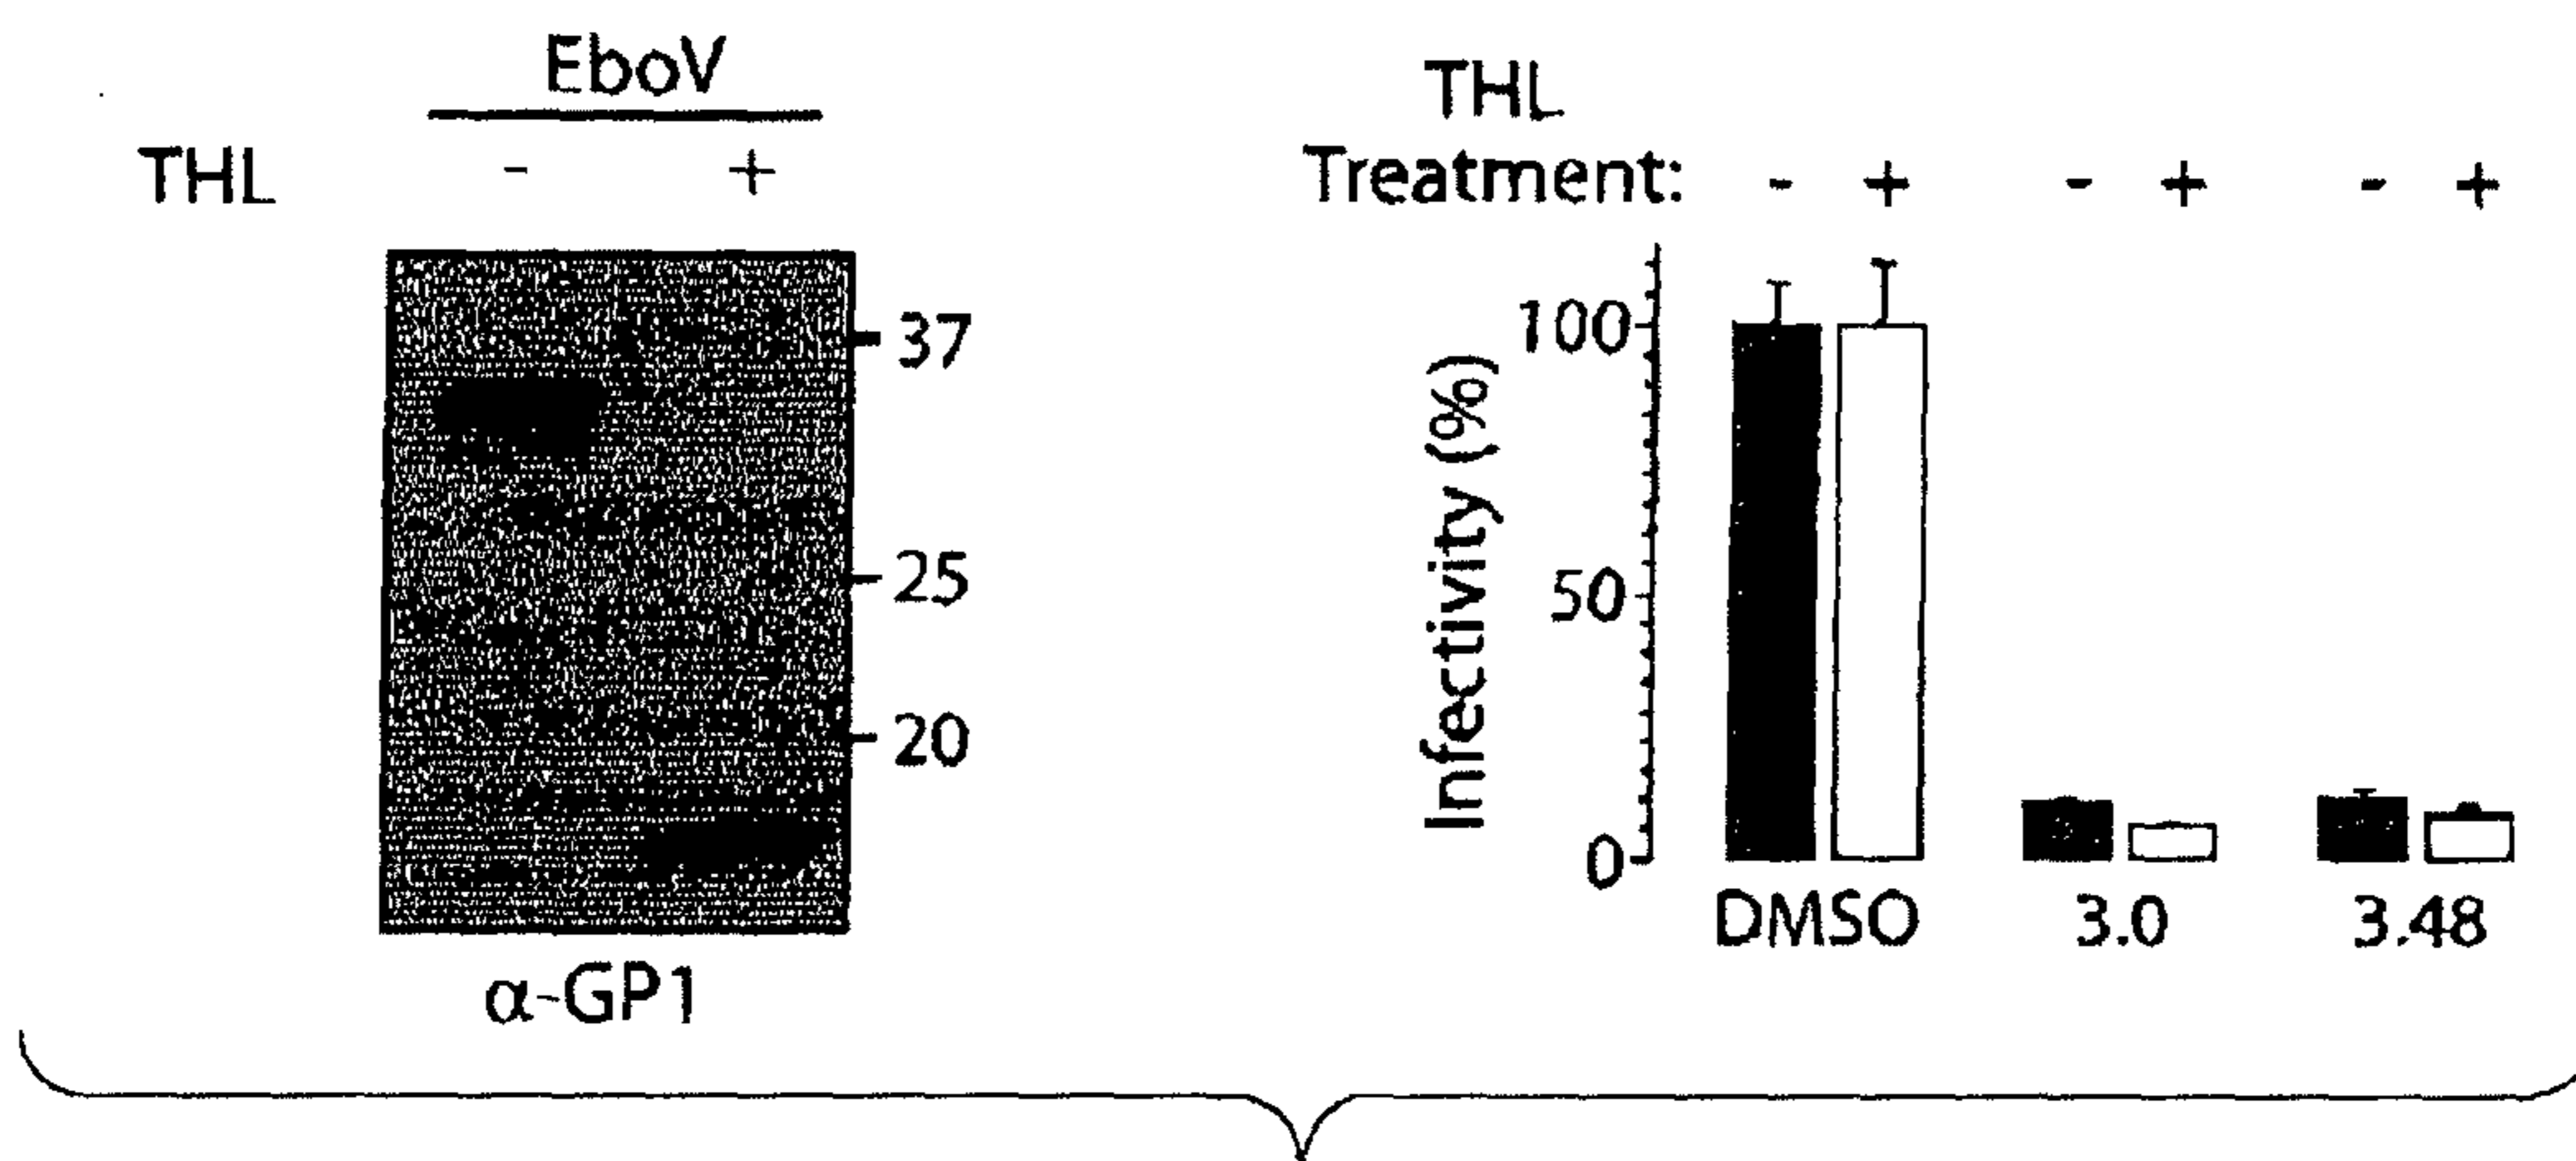 EboV
THL - +
37
25
20
α-GP1
THL
Treatment: - + - + - +
Infectivity (%)
100
50
0
DMSO 3.0 3.48